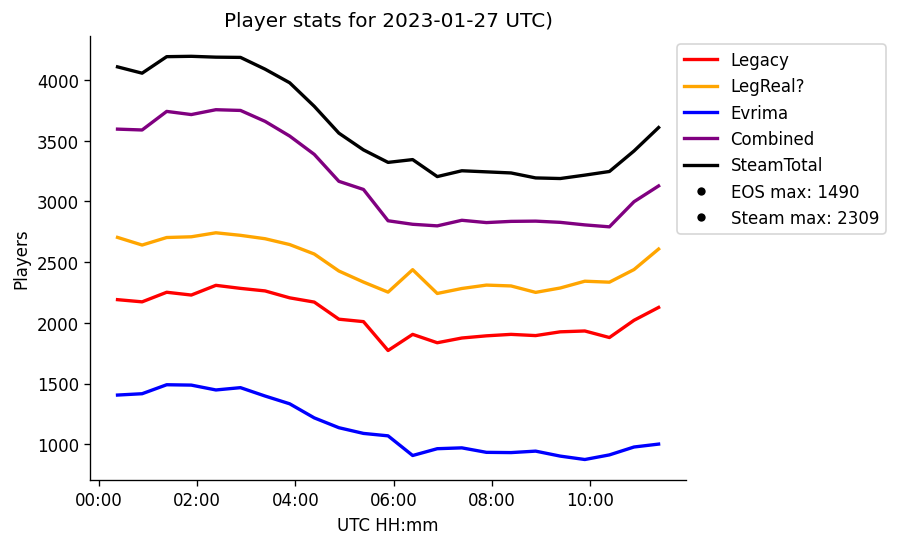 Player stats for 2023-01-27 UTC)
Legacy
LegReal?
Evrima
Combined
SteamTotal
EOS max: 1490
Steam max: 2309
Players
4000
3500
3000
2500
2000
1500
1000
00:00 02:00 04:00 06:00 08:00 10:00
UTC HH:mm